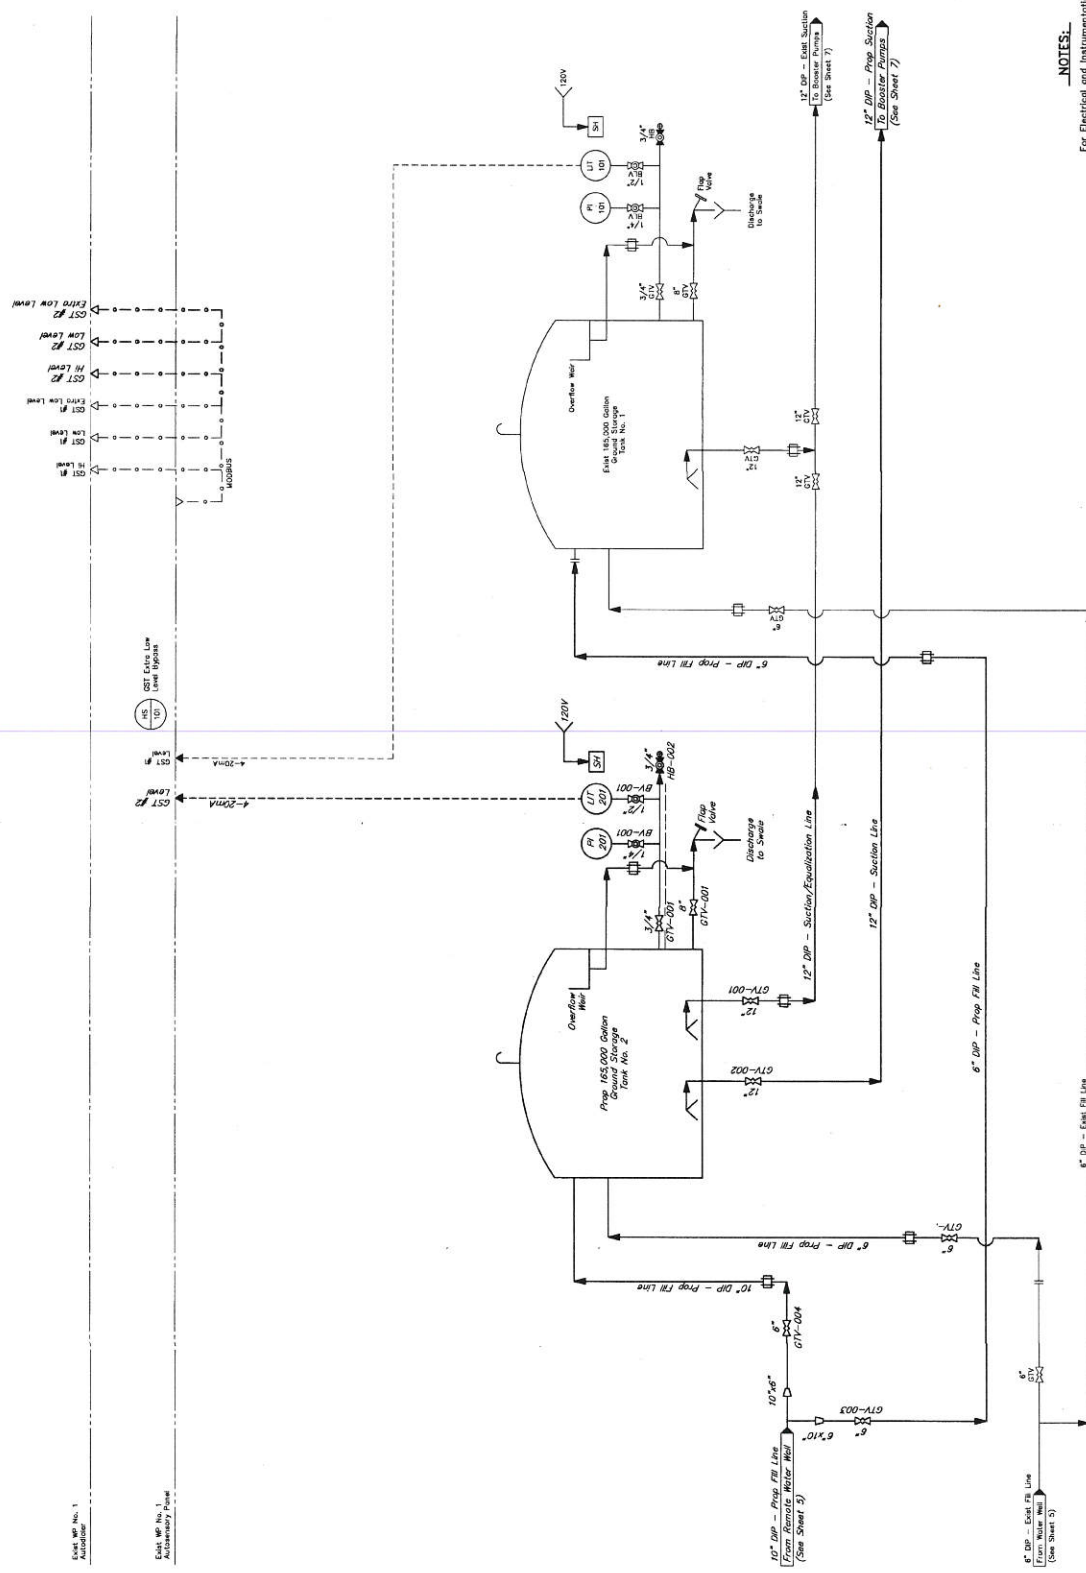 Exist WP No. 1
Autodialer
Exist WP No. 1
Autosensory Panel
GST #2
Extra Low Level
GST #2
Low Level
GST #2
Hi Level
GST #1
Extra Low Level
GST #1
Low Level
GST #1
Hi Level
MODBUS
HS
101
GST Extra Low
Level Bypass
GST #1
Level
4-20mA
GST #2
Level
4-20mA
120V
SH
LIT
101
PI
101
BLV
1/2"
BLV
1/4"
3/4"
HB
Flap
Valve
Discharge
to Swale
3/4"
GTV
8"
GTV
Overflow Weir
Exist 165,000 Gallon
Ground Storage
Tank No. 1
12"
GTV
12"
GTV
12"
GTV
6"
GTV
6" DIP - Prop Fill Line
12" DIP - Exist Suction
To Booster Pumps
(See Sheet 7)
12" DIP - Prop Suction
To Booster Pumps
(See Sheet 7)
NOTES:
For Electrical and Instrumentati
120V
SH
LIT
201
PI
201
BV-001
1/2"
BV-001
1/4"
3/4"
HB-002
Flap
Valve
Discharge
to Swale
3/4"
GTV-001
8"
GTV-001
Overflow
Weir
Prop 165,000 Gallon
Ground Storage
Tank No. 2
GTV-001
12"
GTV-002
12"
12" DIP - Suction/Equalization Line
12" DIP - Suction Line
6" DIP - Prop Fill Line
6" DIP - Exist Fill Line
6" DIP - Prop Fill Line
GTV-
6"
10" DIP - Prop Fill Line
6"
GTV-004
10"x6"
6"x10"
GTV-003
6"
10" DIP - Prop Fill Line
From Remote Water Well
(See Sheet 5)
6"
GTV
6" DIP - Exist Fill Line
From Water Well
(See Sheet 5)